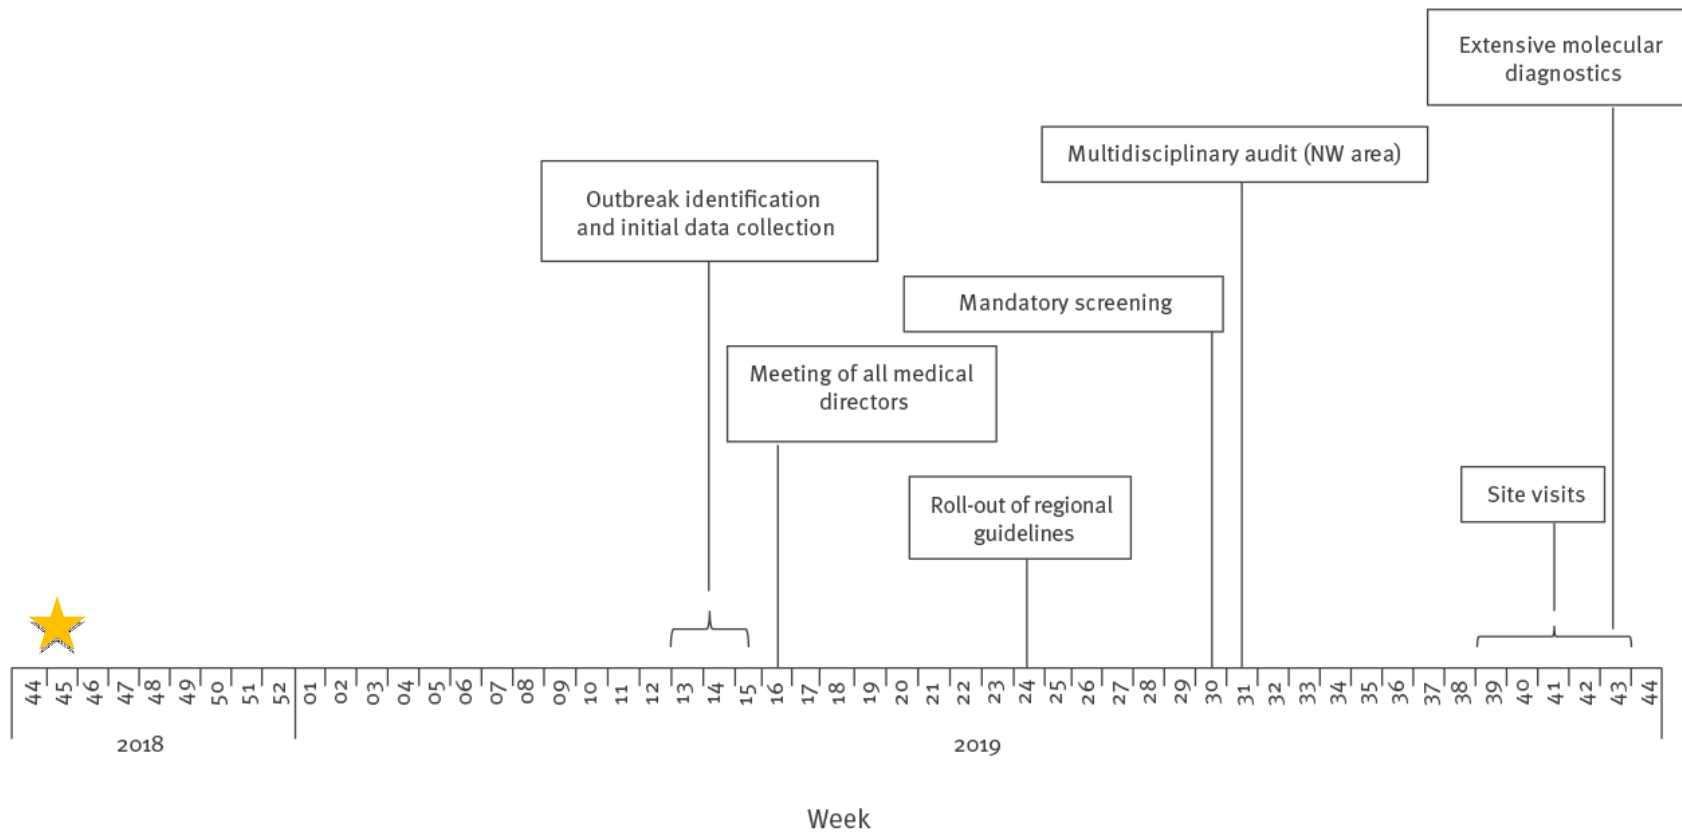 Extensive molecular
diagnostics
Multidisciplinary audit (NW area)
Outbreak identification
and initial data collection
Mandatory screening
Meeting of all medical
directors
Roll-out of regional
guidelines
Site visits
44 45 46 47 48 49 50 51 52 01 02 03 04 05 06 07 08 09 10 11 12 13 14 15 16 17 18 19 20 21 22 23 24 25 26 27 28 29 30 31 32 33 34 35 36 37 38 39 40 41 42 43 44
2018 2019
Week